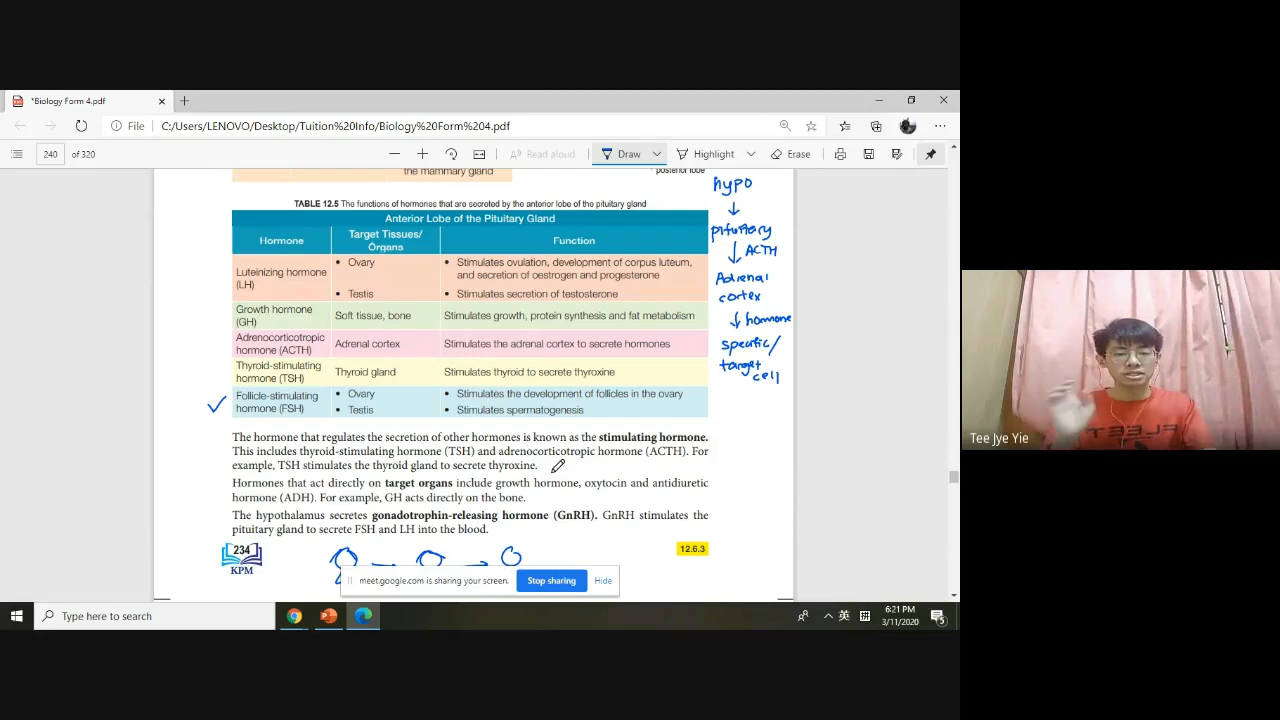 *Biology Form 4.pdf
File
C:/Users/LENOVO/Desktop/Tuition%20Info/Biology%20Form%204.pdf
240 of 320
Read aloud
Draw
Highlight
Erase
the mammary gland
* posterior lobe
TABLE 12.5 The functions of hormones that are secreted by the anterior lobe of the pituitary gland
Anterior Lobe of the Pituitary Gland
Hormone
Target Tissues/
Organs
Function
Luteinizing hormone
(LH)
• Ovary
• Stimulates ovulation, development of corpus luteum,
and secretion of oestrogen and progesterone
• Testis
• Stimulates secretion of testosterone
Growth hormone
(GH)
Soft tissue, bone
Stimulates growth, protein synthesis and fat metabolism
Adrenocorticotropic
hormone (ACTH)
Adrenal cortex
Stimulates the adrenal cortex to secrete hormones
Thyroid-stimulating
hormone (TSH)
Thyroid gland
Stimulates thyroid to secrete thyroxine
Follicle-stimulating
hormone (FSH)
• Ovary
• Stimulates the development of follicles in the ovary
• Testis
• Stimulates spermatogenesis
hypo
↓
pituitary
↓ ACTH
Adrenal
cortex
↓ hormone
specific/
target
cell
The hormone that regulates the secretion of other hormones is known as the stimulating hormone.
This includes thyroid-stimulating hormone (TSH) and adrenocorticotropic hormone (ACTH). For
example, TSH stimulates the thyroid gland to secrete thyroxine.
Hormones that act directly on target organs include growth hormone, oxytocin and antidiuretic
hormone (ADH). For example, GH acts directly on the bone.
The hypothalamus secretes gonadotrophin-releasing hormone (GnRH). GnRH stimulates the
pituitary gland to secrete FSH and LH into the blood.
234
KPM
12.6.3
meet.google.com is sharing your screen.
Stop sharing
Hide
Type here to search
英
6:21 PM
3/11/2020
5
Tee Jye Yie